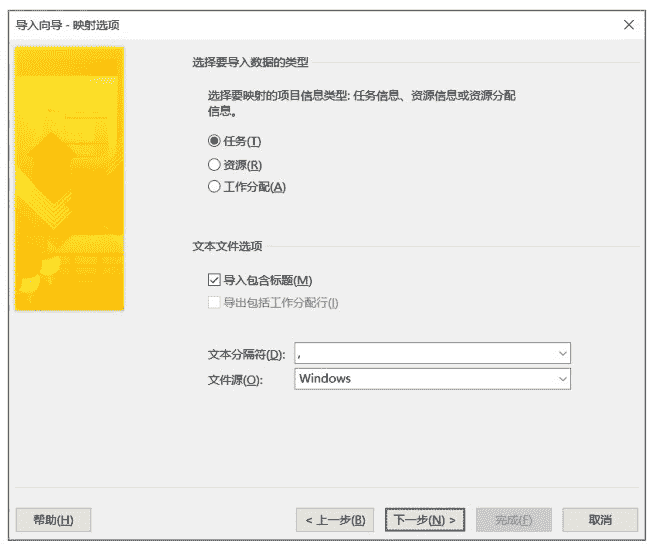 导入向导 - 映射选项
选择要导入数据的类型
选择要映射的项目信息类型: 任务信息、资源信息或资源分配
信息。
任务(T)
资源(R)
工作分配(A)
文本文件选项
导入包含标题(M)
导出包括工作分配行(I)
文本分隔符(D): ,
文件源(O): Windows
帮助(H) < 上一步(B) 下一步(N) > 完成(F) 取消